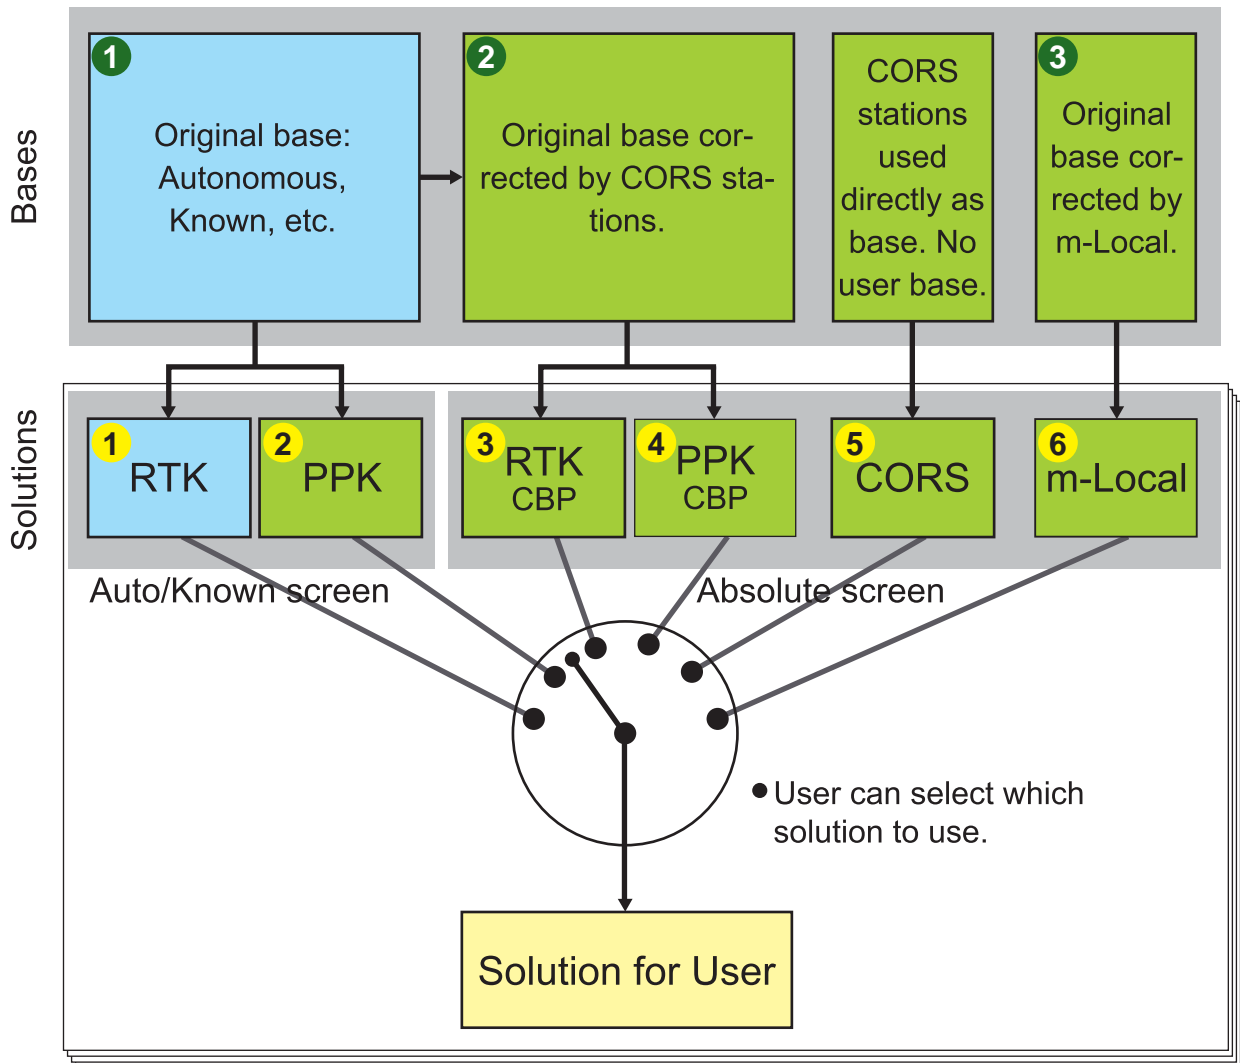 Bases
1
Original base:
Autonomous,
Known, etc.
2
Original base cor-
rected by CORS sta-
tions.
CORS
stations
used
directly as
base. No
user base.
3
Original
base cor-
rected by
m-Local.
Solutions
1
RTK
2
PPK
3
RTK
CBP
4
PPK
CBP
5
CORS
6
m-Local
Auto/Known screen
Absolute screen
User can select which
solution to use.
Solution for User